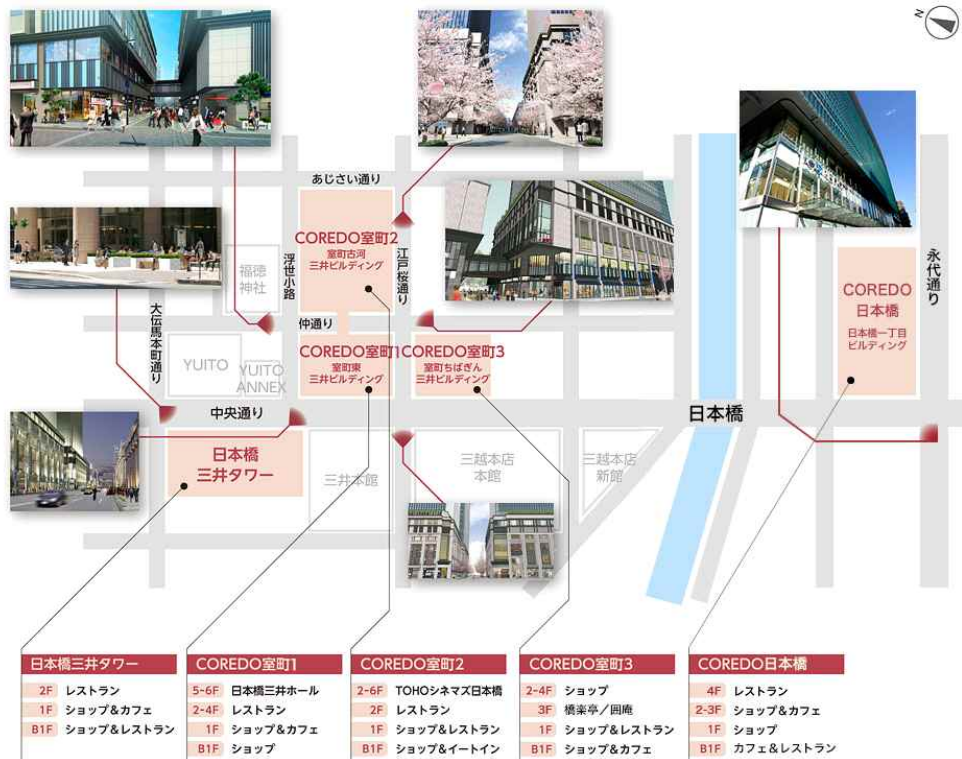 N
あじさい通り
COREDO室町2
室町古河
三井ビルディング
福徳
神社
浮世小路
江戸桜通り
永代通り
COREDO
日本橋
日本橋一丁目
ビルディング
大伝馬本町通り
仲通り
YUITO
YUITO
ANNEX
COREDO室町1
室町東
三井ビルディング
COREDO室町3
室町ちばぎん
三井ビルディング
中央通り
日本橋
日本橋
三井タワー
三井本館
三越本店
本館
三越本店
新館
日本橋三井タワー
2F レストラン
1F ショップ&カフェ
B1F ショップ&レストラン
COREDO室町1
5-6F 日本橋三井ホール
2-4F レストラン
1F ショップ&カフェ
B1F ショップ
COREDO室町2
2-6F TOHOシネマズ日本橋
2F レストラン
1F ショップ&レストラン
B1F ショップ&イートイン
COREDO室町3
2-4F ショップ
3F 橋楽亭/囲庵
1F ショップ&レストラン
B1F ショップ&カフェ
COREDO日本橋
4F レストラン
2-3F ショップ&カフェ
1F ショップ
B1F カフェ&レストラン